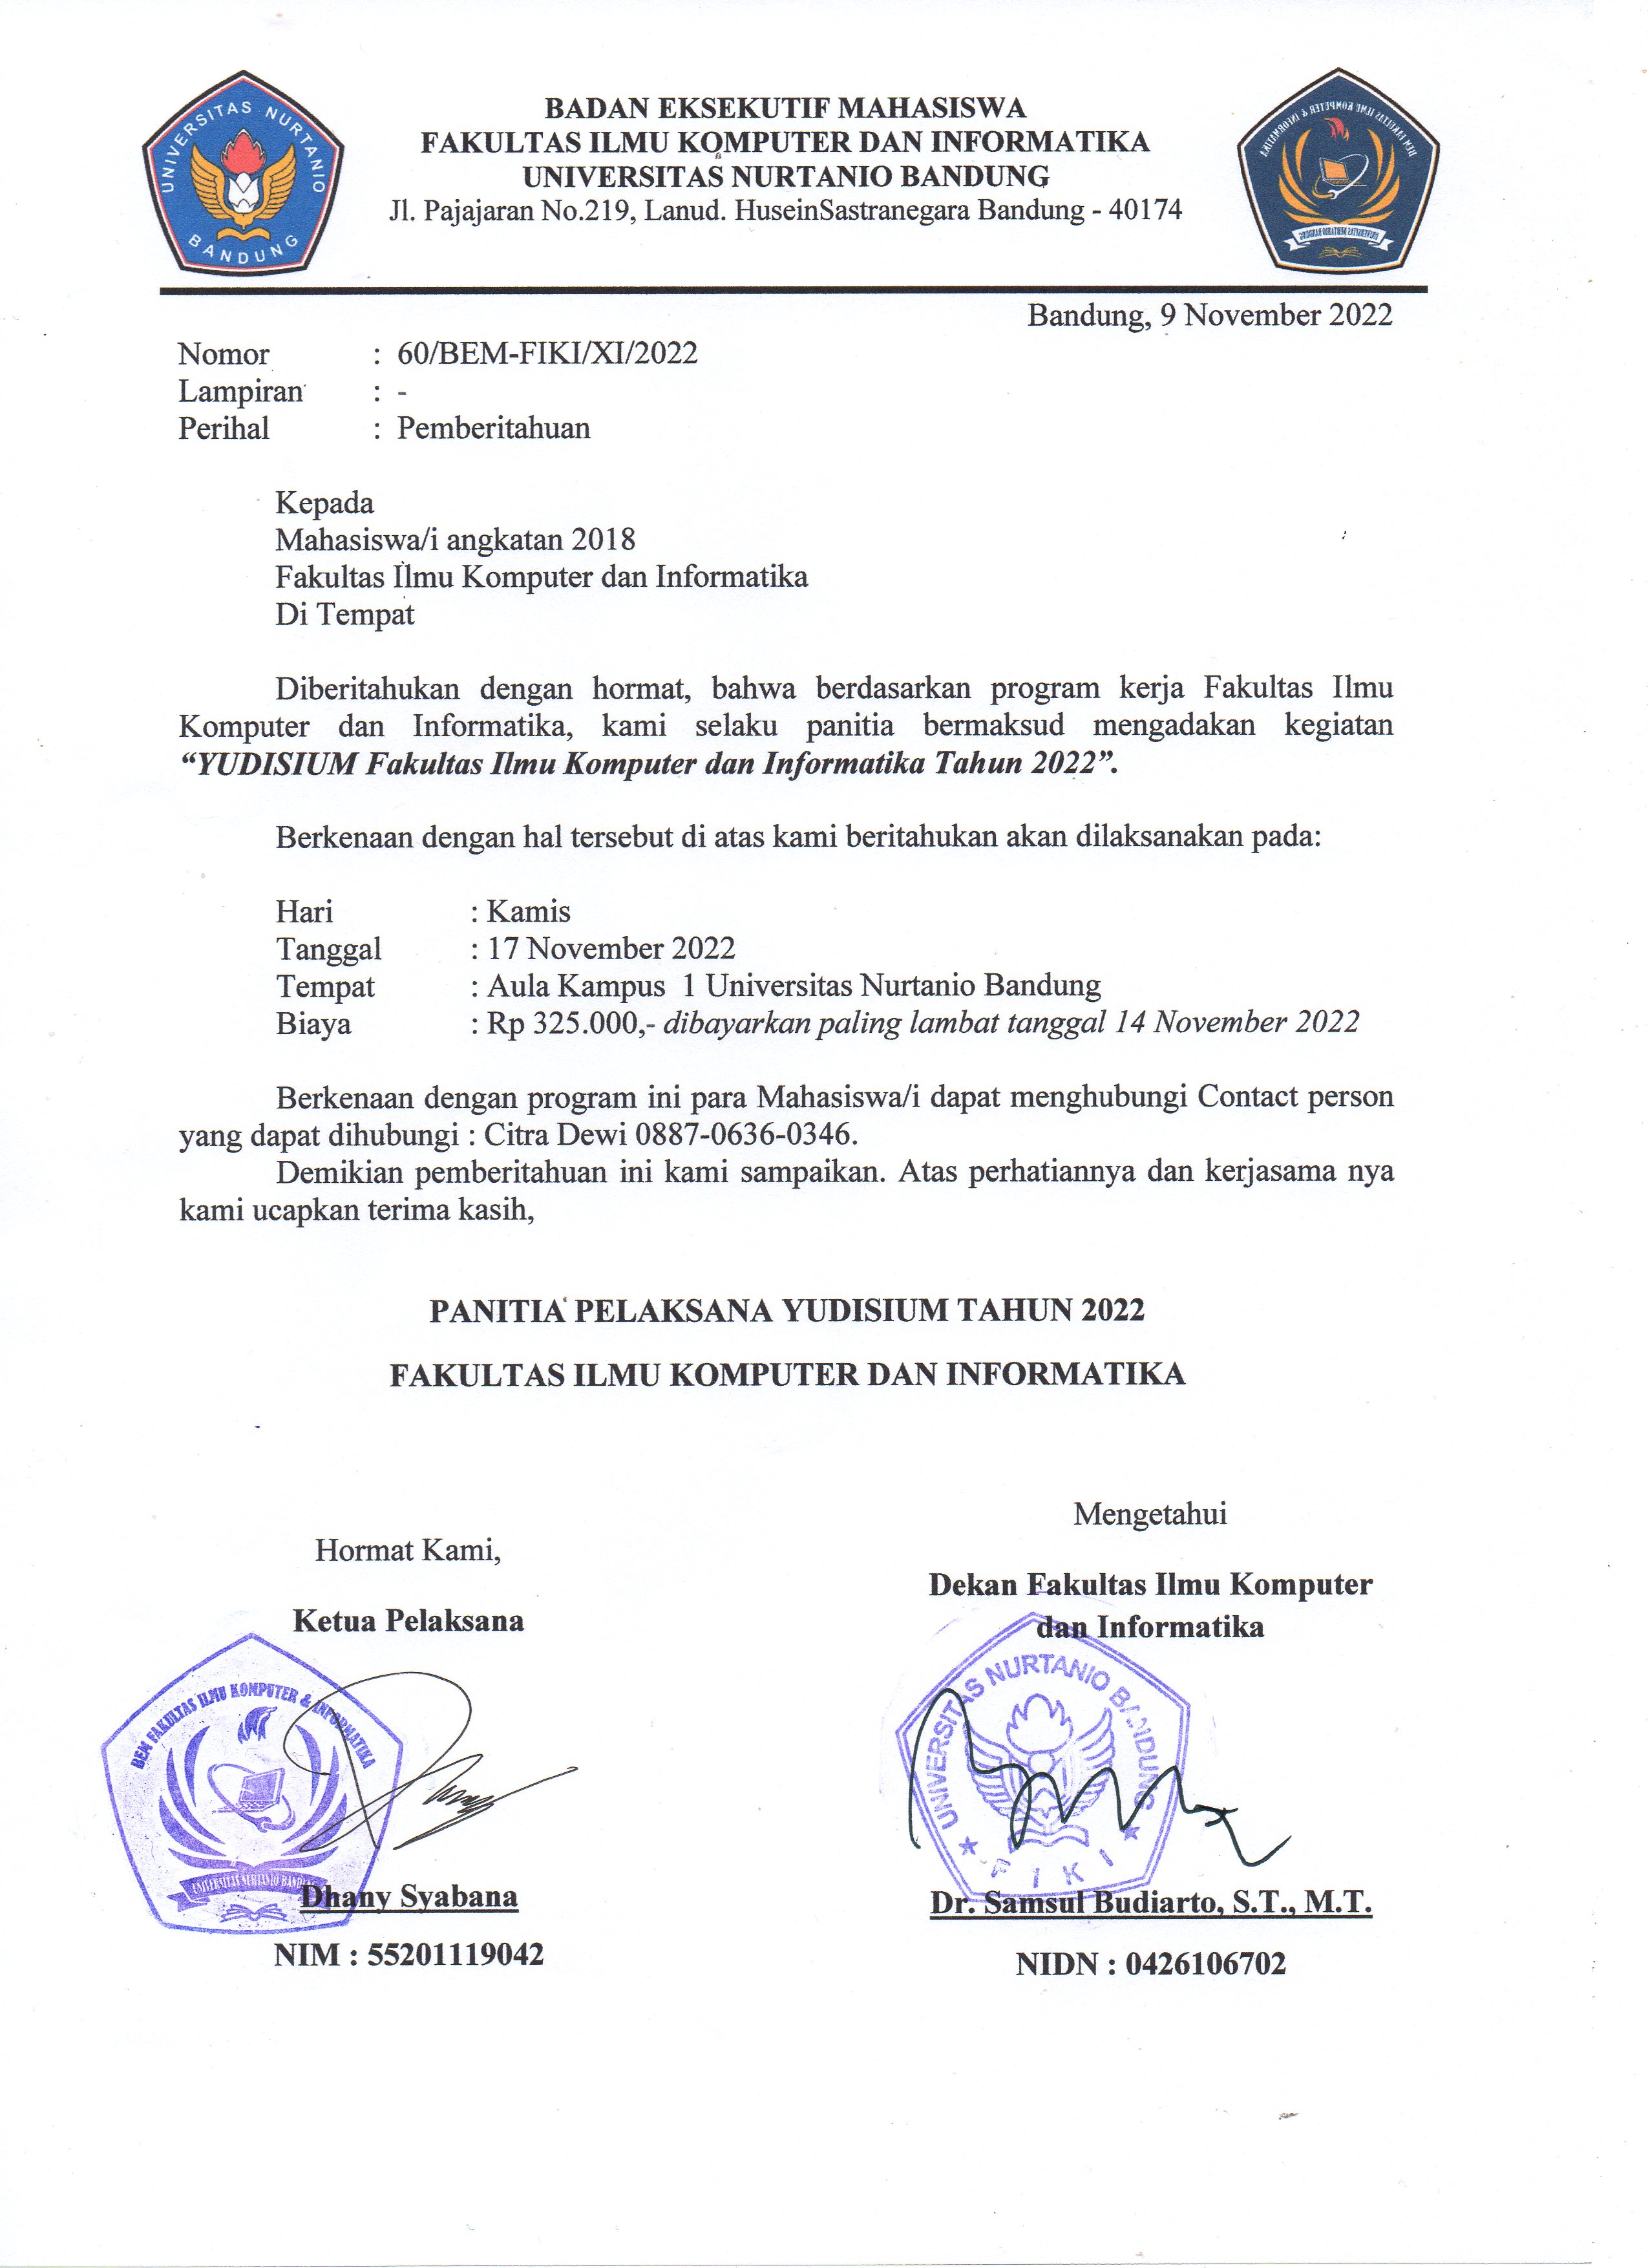 UNIVERSITAS NURTANIO
BANDUNG
BADAN EKSEKUTIF MAHASISWA
FAKULTAS ILMU KOMPUTER DAN INFORMATIKA
UNIVERSITAS NURTANIO BANDUNG
Jl. Pajajaran No.219, Lanud. HuseinSastranegara Bandung - 40174
BEM FAKULTAS ILMU KOMPUTER & INFORMATIKA
UNIVERSITAS NURTANIO BANDUNG
Bandung, 9 November 2022
Nomor : 60/BEM-FIKI/XI/2022
Lampiran : -
Perihal : Pemberitahuan
Kepada
Mahasiswa/i angkatan 2018
Fakultas Ilmu Komputer dan Informatika
Di Tempat
Diberitahukan dengan hormat, bahwa berdasarkan program kerja Fakultas Ilmu
Komputer dan Informatika, kami selaku panitia bermaksud mengadakan kegiatan
“YUDISIUM Fakultas Ilmu Komputer dan Informatika Tahun 2022”.
Berkenaan dengan hal tersebut di atas kami beritahukan akan dilaksanakan pada:
Hari : Kamis
Tanggal : 17 November 2022
Tempat : Aula Kampus 1 Universitas Nurtanio Bandung
Biaya : Rp 325.000,- dibayarkan paling lambat tanggal 14 November 2022
Berkenaan dengan program ini para Mahasiswa/i dapat menghubungi Contact person
yang dapat dihubungi : Citra Dewi 0887-0636-0346.
Demikian pemberitahuan ini kami sampaikan. Atas perhatiannya dan kerjasama nya
kami ucapkan terima kasih,
PANITIA PELAKSANA YUDISIUM TAHUN 2022
FAKULTAS ILMU KOMPUTER DAN INFORMATIKA
Hormat Kami,
Ketua Pelaksana
BEM FAKULTAS ILMU KOMPUTER & INFORMATIKA
UNIVERSITAS NURTANIO BANDUNG
Dhany Syabana
NIM : 55201119042
Mengetahui
Dekan Fakultas Ilmu Komputer
dan Informatika
UNIVERSITAS NURTANIO BANDUNG
FIKI
Dr. Samsul Budiarto, S.T., M.T.
NIDN : 0426106702